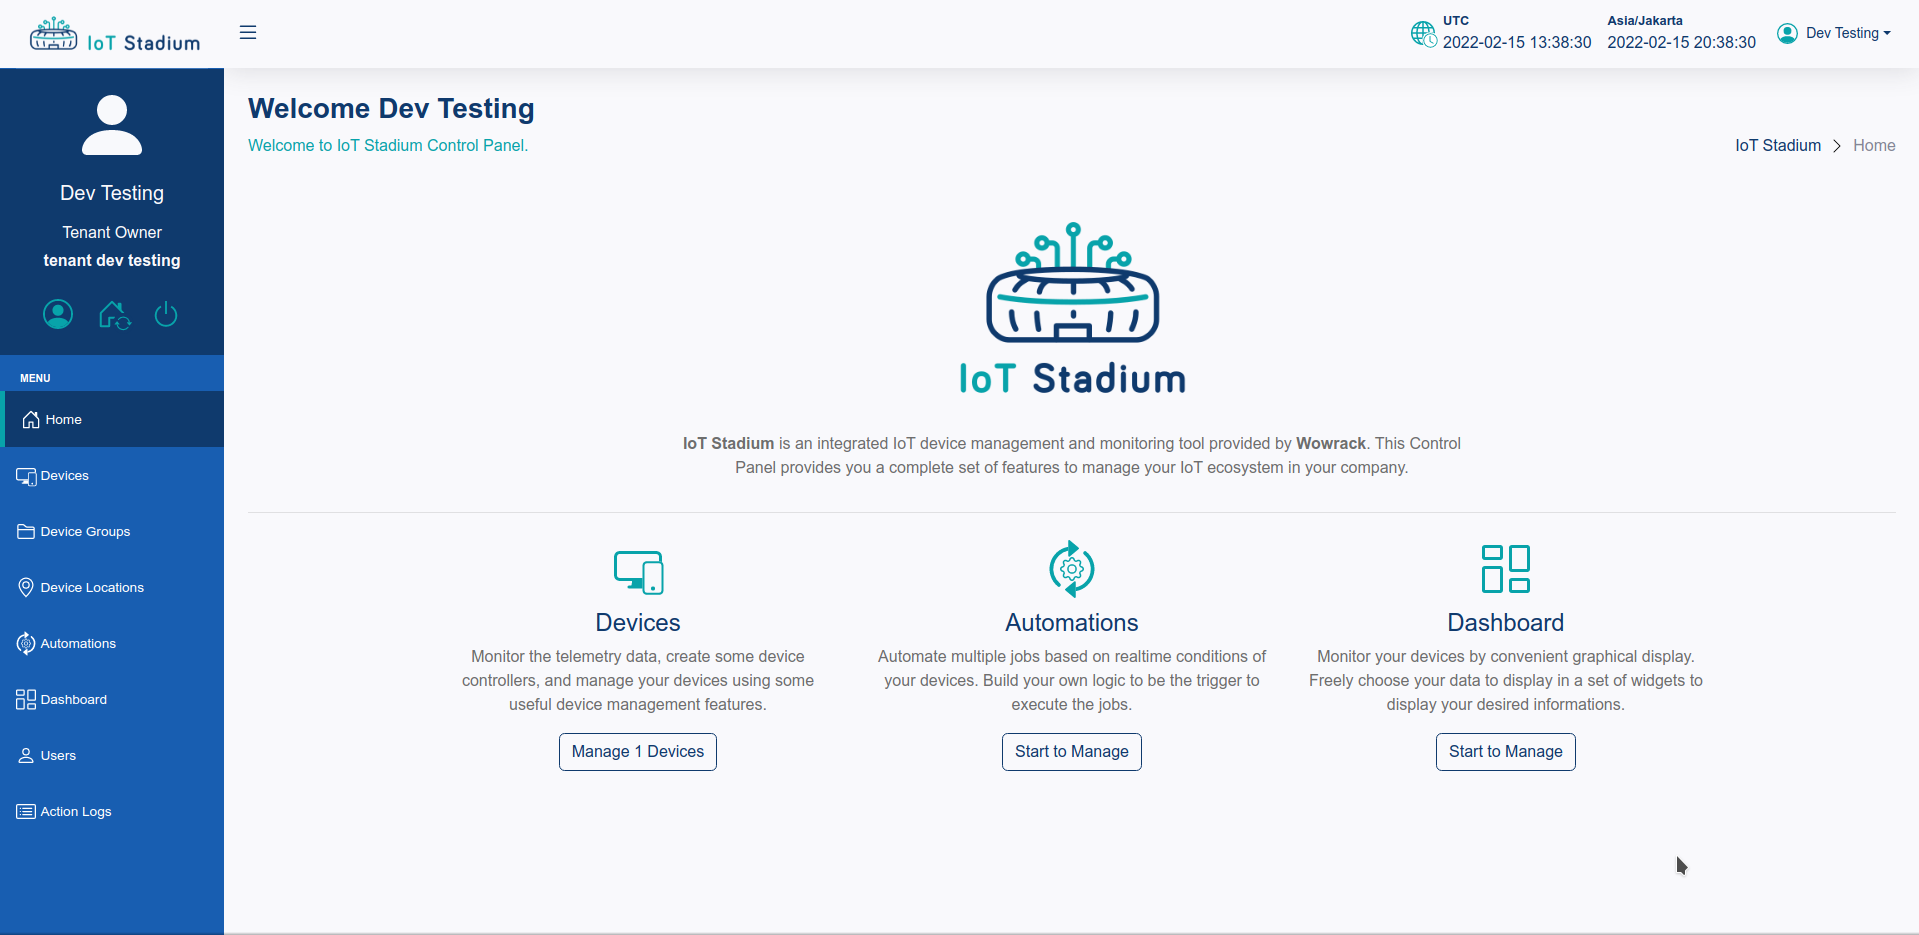 IoT Stadium
UTC
2022-02-15 13:38:30
Asia/Jakarta
2022-02-15 20:38:30
Dev Testing
Dev Testing
Tenant Owner
tenant dev testing
MENU
Home
Devices
Device Groups
Device Locations
Automations
Dashboard
Users
Action Logs
Welcome Dev Testing
Welcome to IoT Stadium Control Panel.
IoT Stadium > Home
IoT Stadium
IoT Stadium is an integrated IoT device management and monitoring tool provided by Wowrack. This Control
Panel provides you a complete set of features to manage your IoT ecosystem in your company.
Devices
Monitor the telemetry data, create some device
controllers, and manage your devices using some
useful device management features.
Manage 1 Devices
Automations
Automate multiple jobs based on realtime conditions of
your devices. Build your own logic to be the trigger to
execute the jobs.
Start to Manage
Dashboard
Monitor your devices by convenient graphical display.
Freely choose your data to display in a set of widgets to
display your desired informations.
Start to Manage